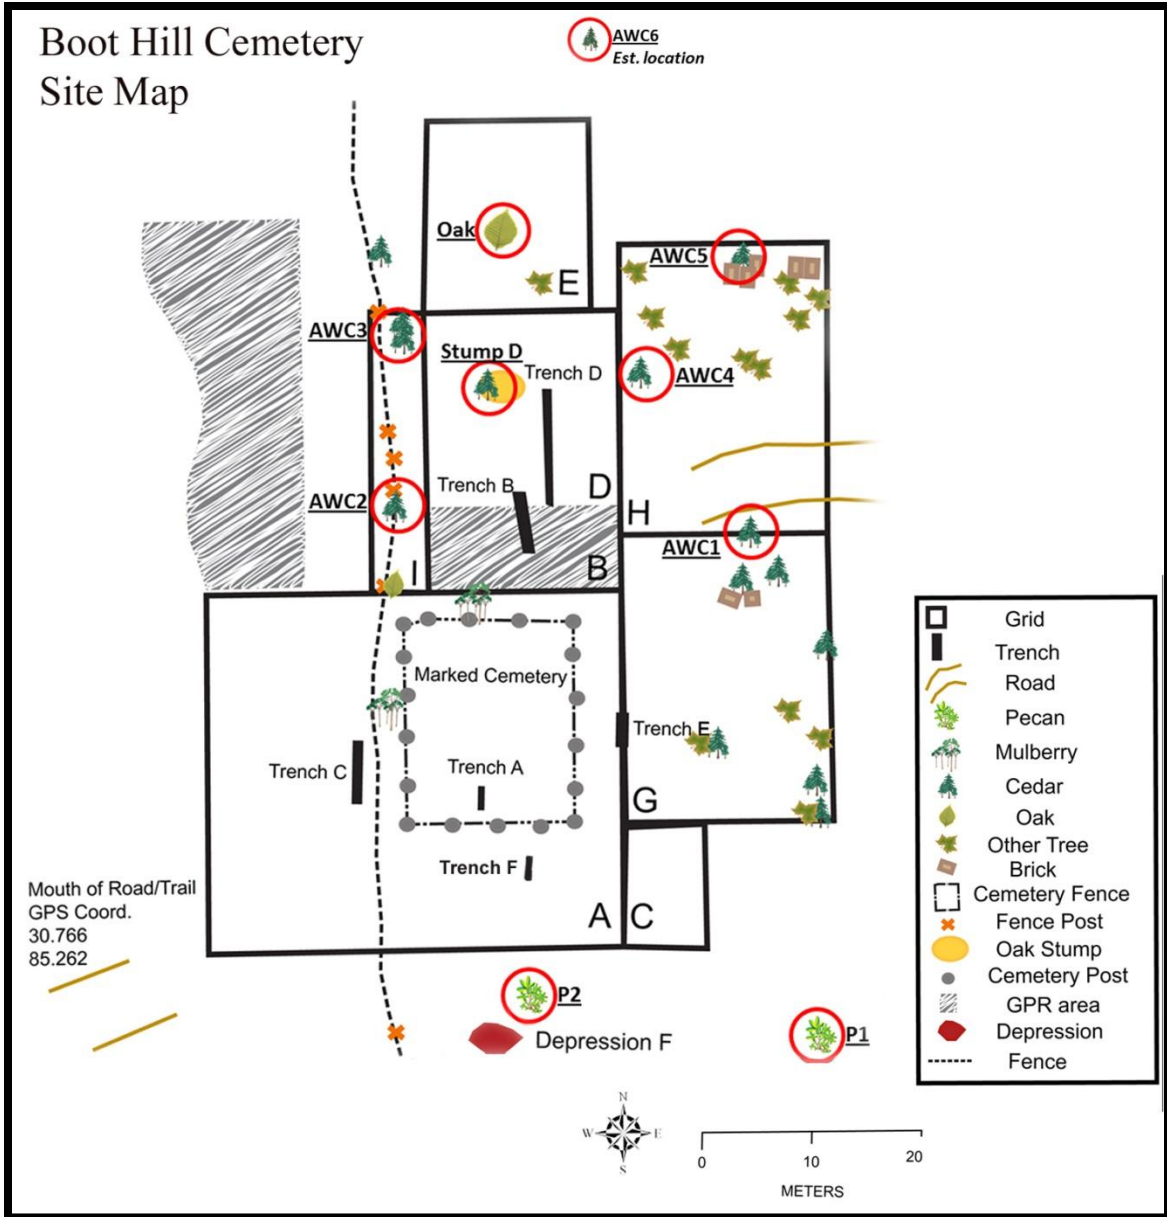 Boot Hill Cemetery
Site Map
AWC6
Est. location
Oak
E
AWC5
AWC3
Stump D
Trench D
AWC4
Trench B
D
AWC2
H
AWC1
I
B
Marked Cemetery
Trench E
Trench C
Trench A
G
Trench F
A
C
Mouth of Road/Trail
GPS Coord.
30.766
85.262
P2
Depression F
P1
Grid
Trench
Road
Pecan
Mulberry
Cedar
Oak
Other Tree
Brick
Cemetery Fence
Fence Post
Oak Stump
Cemetery Post
GPR area
Depression
Fence
N
W E
S
0 10 20
METERS